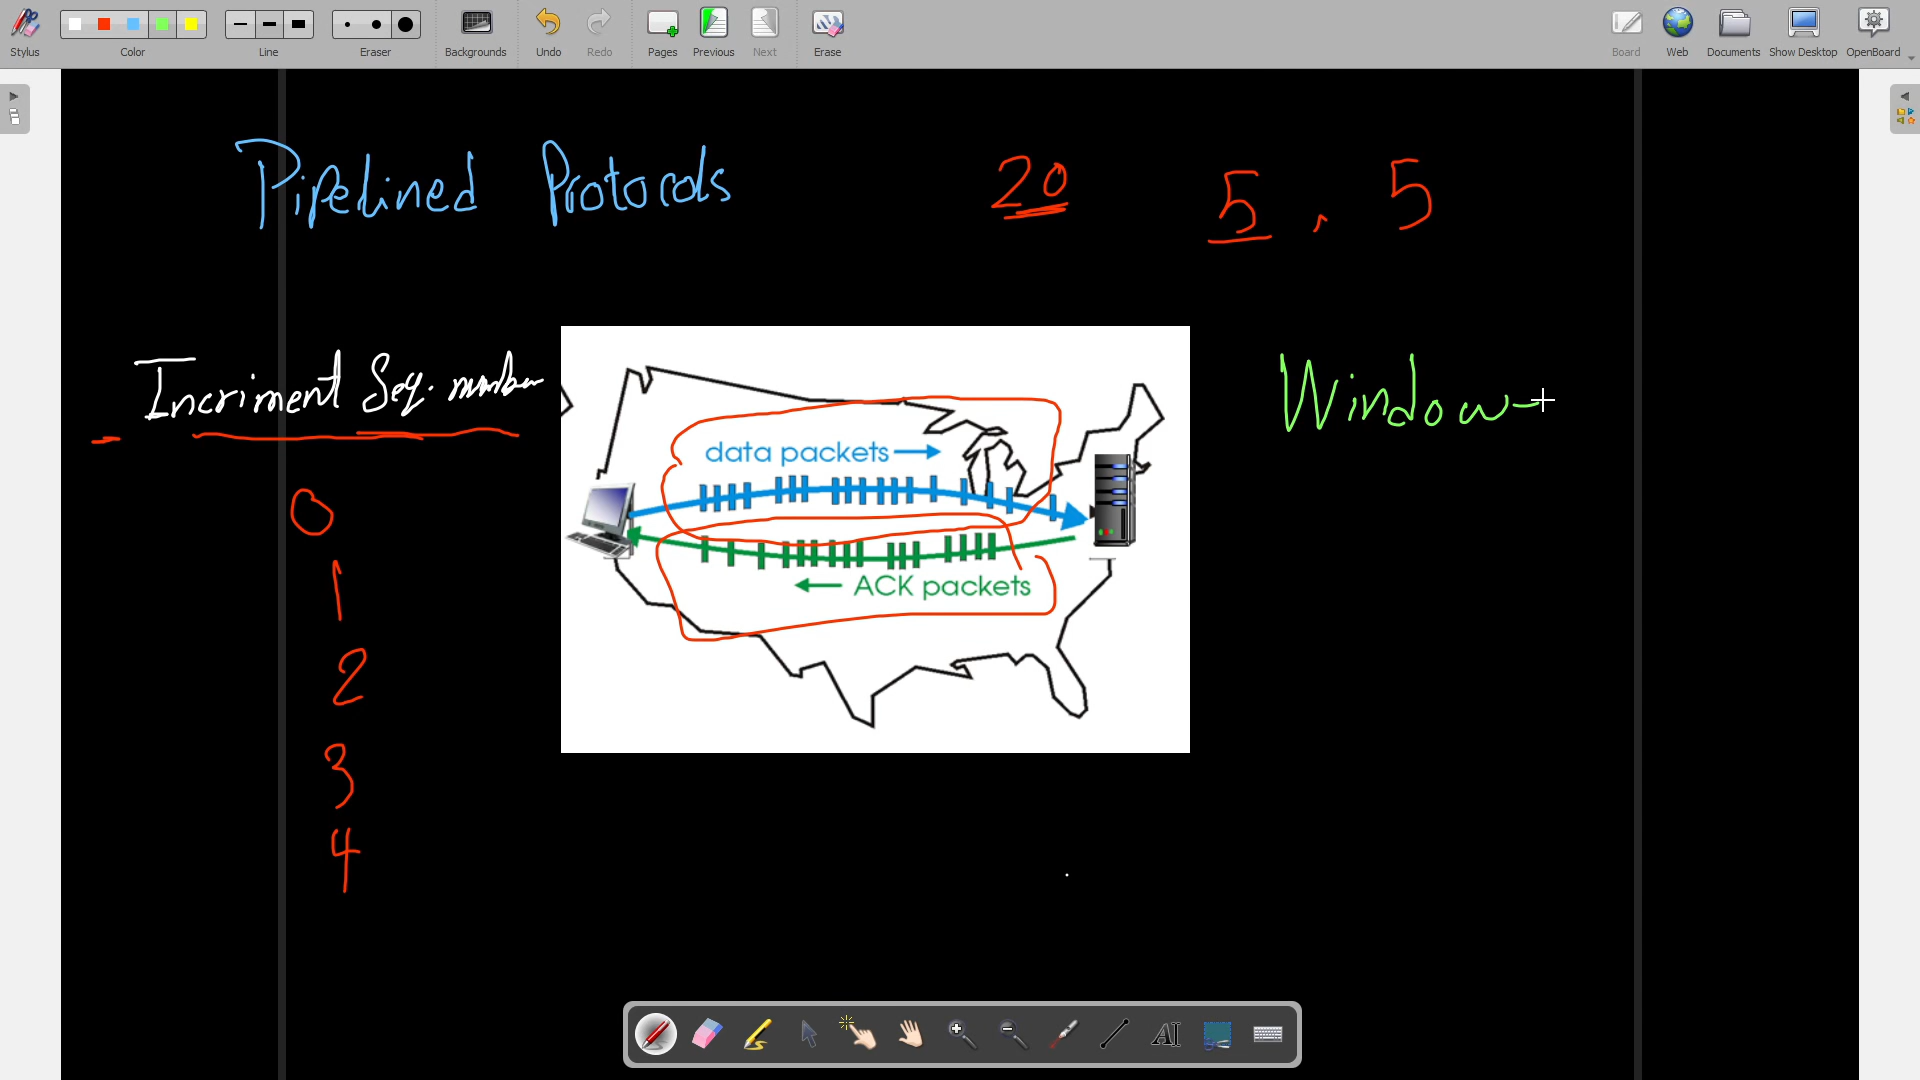 Stylus Color Line Eraser Backgrounds Undo Redo Pages Previous Next Erase Board Web Documents Show Desktop OpenBoard
Pipelined Protocols 20 5, 5
Incriment Seq. number
Window-
data packets
ACK packets
0
1
2
3
4
AI